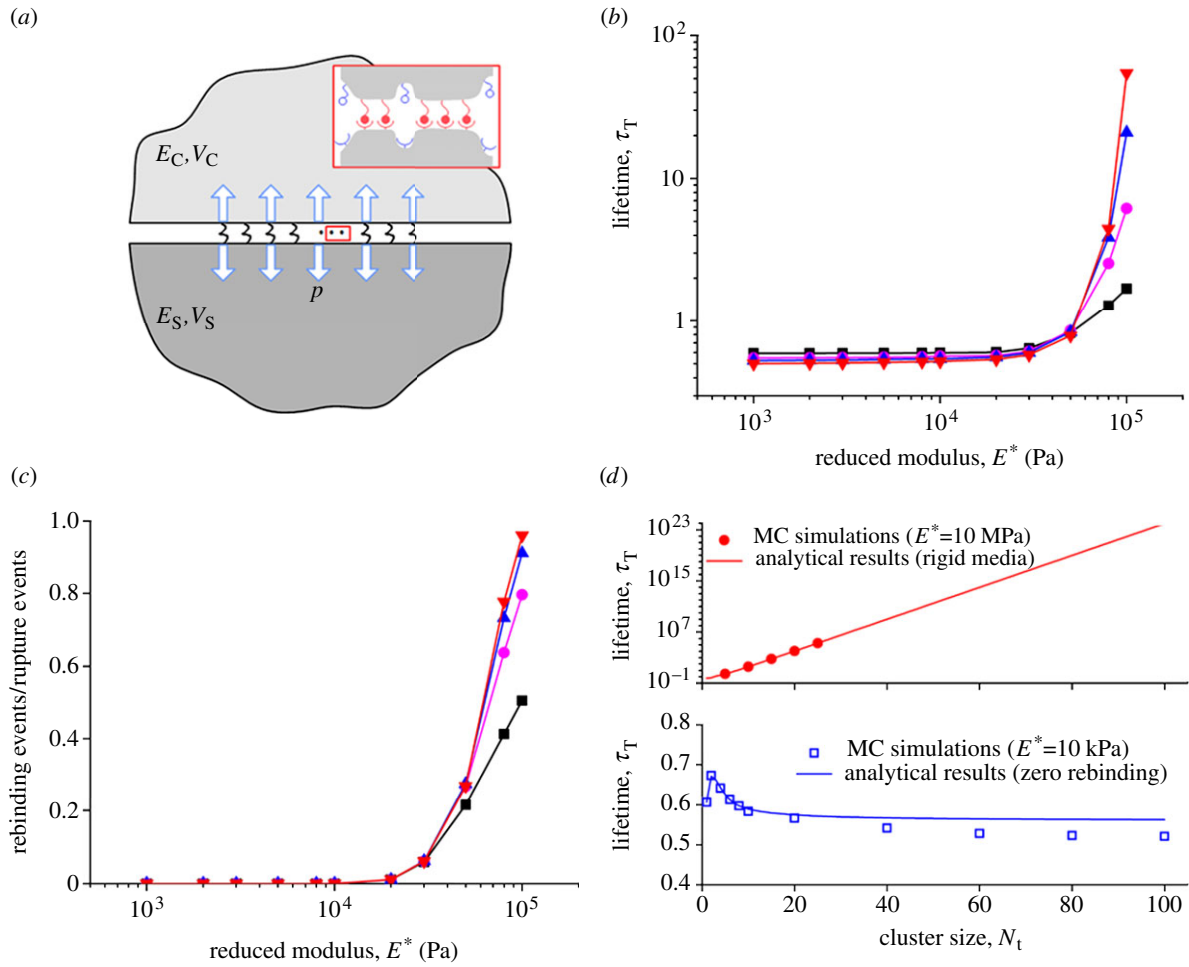 (a)
E_C,V_C
p
E_S,V_S
(b)
10^2
10
1
lifetime, τ_T
10^3
10^4
10^5
reduced modulus, E* (Pa)
(c)
1.0
0.8
0.6
0.4
0.2
0
rebinding events/rupture events
10^3
10^4
10^5
reduced modulus, E* (Pa)
(d)
10^23
10^15
10^7
10^-1
lifetime, τ_T
MC simulations (E*=10 MPa)
analytical results (rigid media)
0.8
0.7
0.6
0.5
0.4
lifetime, τ_T
MC simulations (E*=10 kPa)
analytical results (zero rebinding)
0
20
40
60
80
100
cluster size, N_t